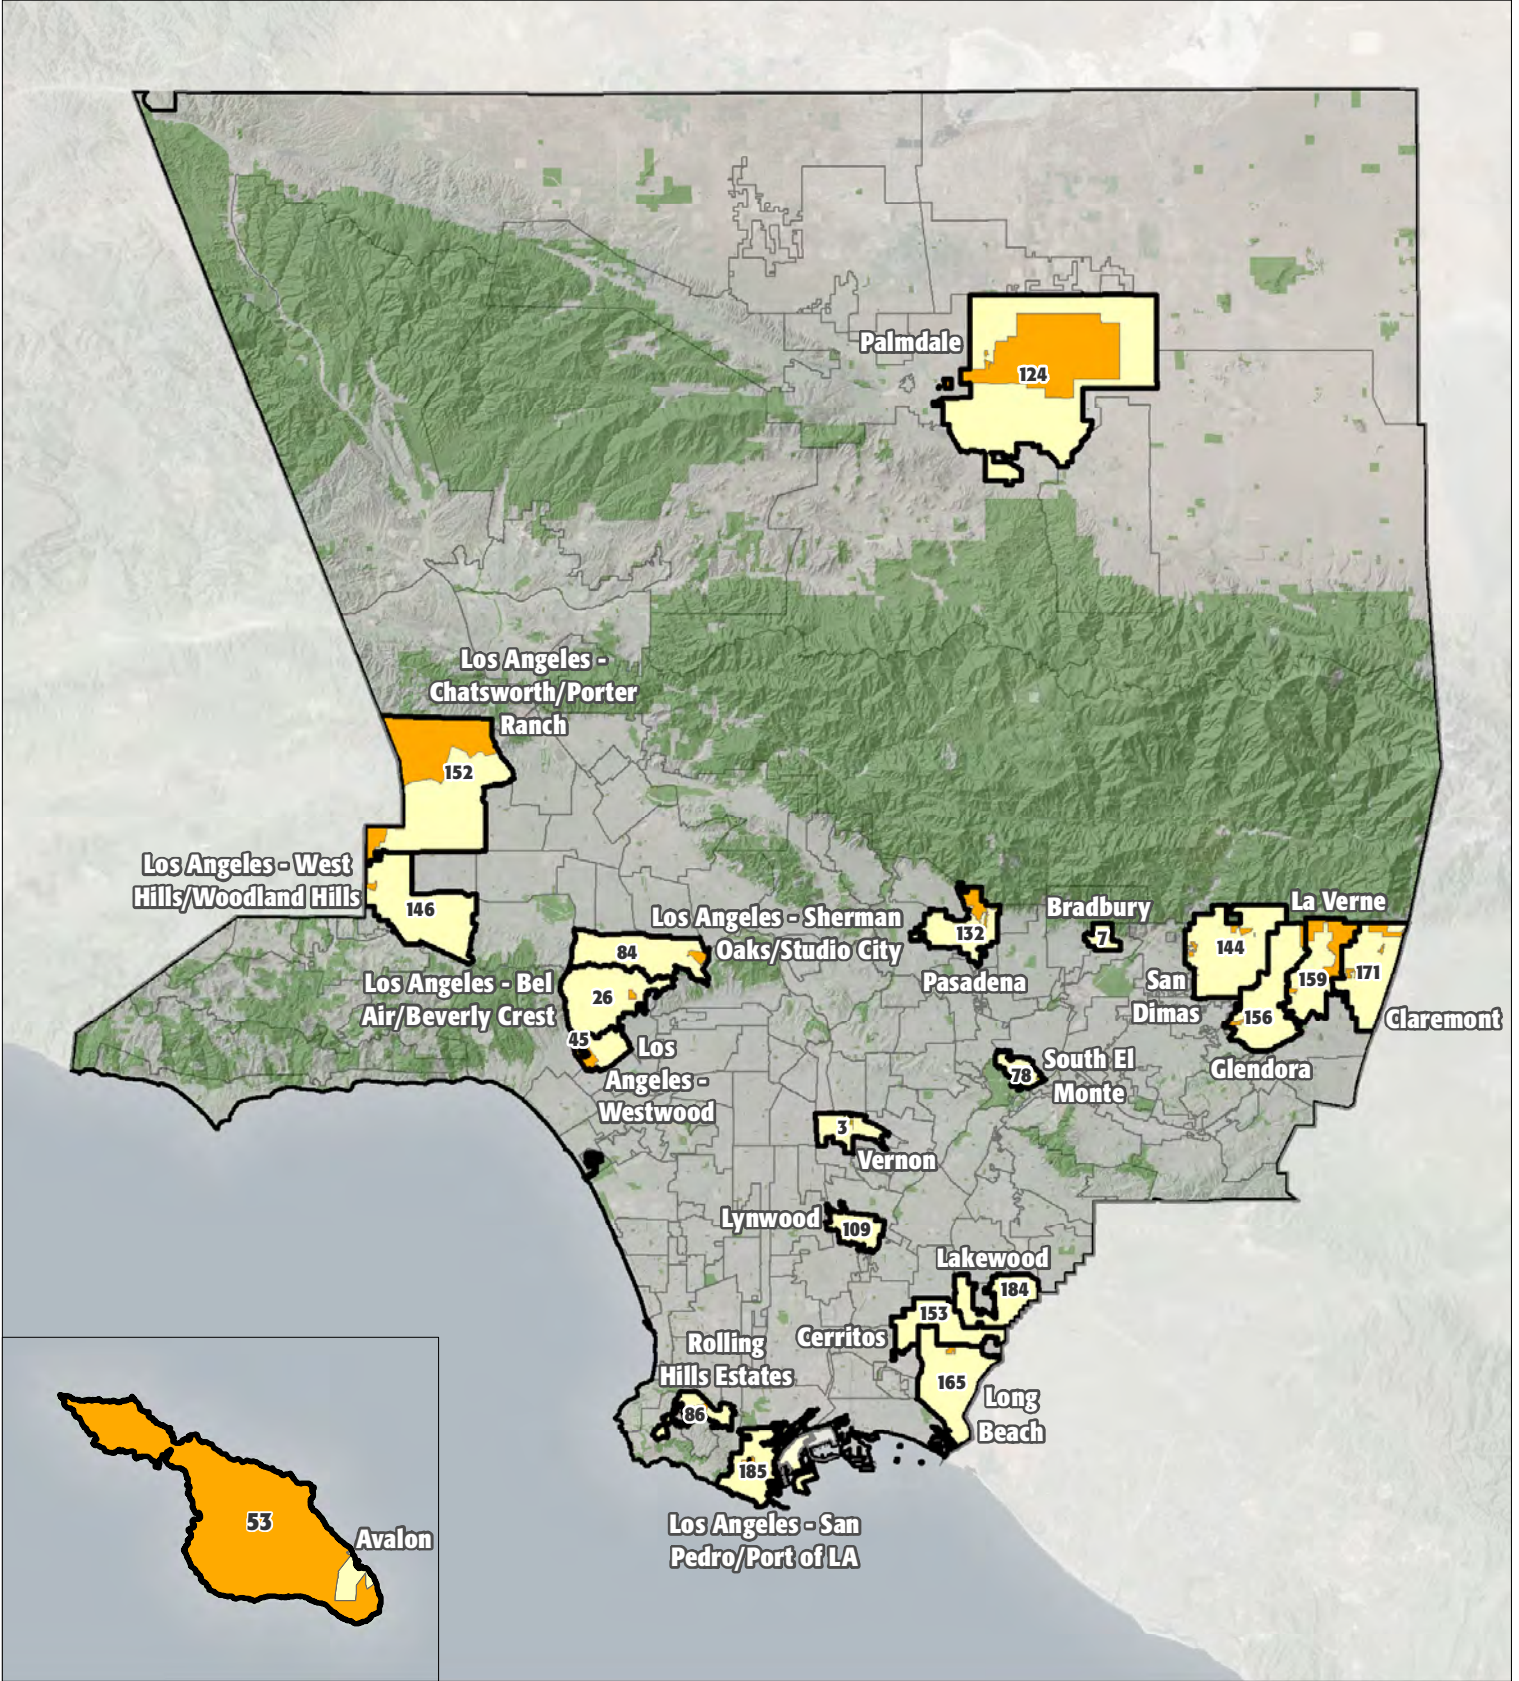 Palmdale
124
Los Angeles -
Chatsworth/Porter
Ranch
152
Los Angeles - West
Hills/Woodland Hills
146
Los Angeles - Sherman
Oaks/Studio City
84
132
Pasadena
Bradbury
7
La Verne
144
159
171
San
Dimas
156
Claremont
Glendora
Los Angeles - Bel
Air/Beverly Crest
26
45
Los
Angeles -
Westwood
South El
Monte
78
3
Vernon
Lynwood
109
Lakewood
184
153
Cerritos
Rolling
Hills Estates
86
165
Long
Beach
185
Los Angeles - San
Pedro/Port of LA
53
Avalon